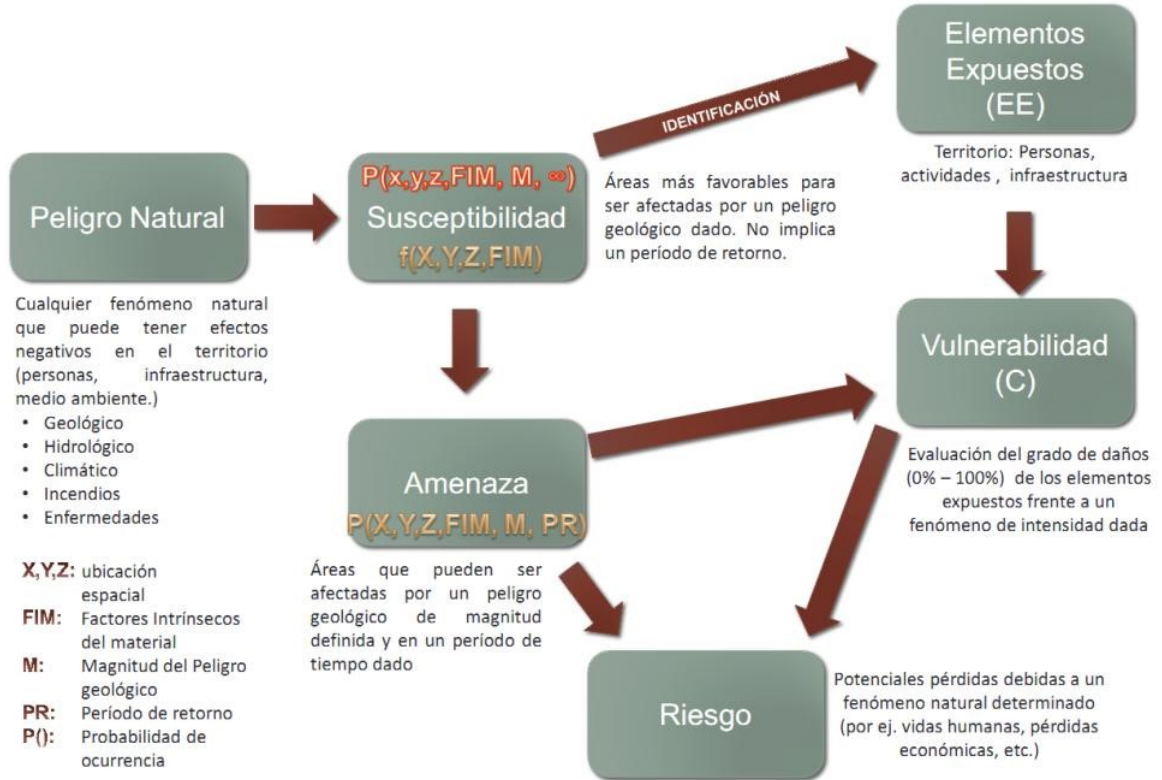 Peligro Natural
Cualquier fenómeno natural
que puede tener efectos
negativos en el territorio
(personas, infraestructura,
medio ambiente.)
• Geológico
• Hidrológico
• Climático
• Incendios
• Enfermedades
X,Y,Z: ubicación
espacial
FIM: Factores Intrínsecos
del material
M: Magnitud del Peligro
geológico
PR: Período de retorno
P(): Probabilidad de
ocurrencia
P(x,y,z,FIM, M, ∞)
Susceptibilidad
f(X,Y,Z,FIM)
IDENTIFICACIÓN
Áreas más favorables para
ser afectadas por un peligro
geológico dado. No implica
un período de retorno.
Elementos
Expuestos
(EE)
Territorio: Personas,
actividades , infraestructura
Vulnerabilidad
(C)
Evaluación del grado de daños
(0% – 100%) de los elementos
expuestos frente a un
fenómeno de intensidad dada
Amenaza
P(X,Y,Z,FIM, M, PR)
Áreas que pueden ser
afectadas por un peligro
geológico de magnitud
definida y en un período de
tiempo dado
Riesgo
Potenciales pérdidas debidas a un
fenómeno natural determinado
(por ej. vidas humanas, pérdidas
económicas, etc.)